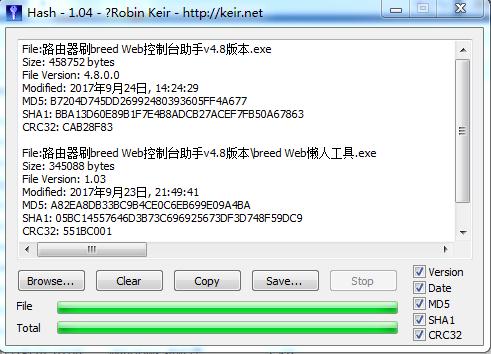 Hash - 1.04 - ?Robin Keir - http://keir.net
File:路由器刷breed Web控制台助手v4.8版本.exe
Size: 458752 bytes
File Version: 4.8.0.0
Modified: 2017年9月24日, 14:24:29
MD5: B7204D745DD26992480393605FF4A677
SHA1: BBA13D60E89B1F7E4B8ADCB27ACEF7FB50A67863
CRC32: CAB28F83
File:路由器刷breed Web控制台助手v4.8版本\breed Web懒人工具.exe
Size: 345088 bytes
File Version: 1.03
Modified: 2017年9月23日, 21:49:41
MD5: A82EA8DB33BC9B4CE0C6EB699E09A4BA
SHA1: 05BC14557646D3B73C696925673DF3D748F59DC9
CRC32: 551BC001
Browse... Clear Copy Save... Stop
Version
Date
MD5
SHA1
CRC32
File
Total